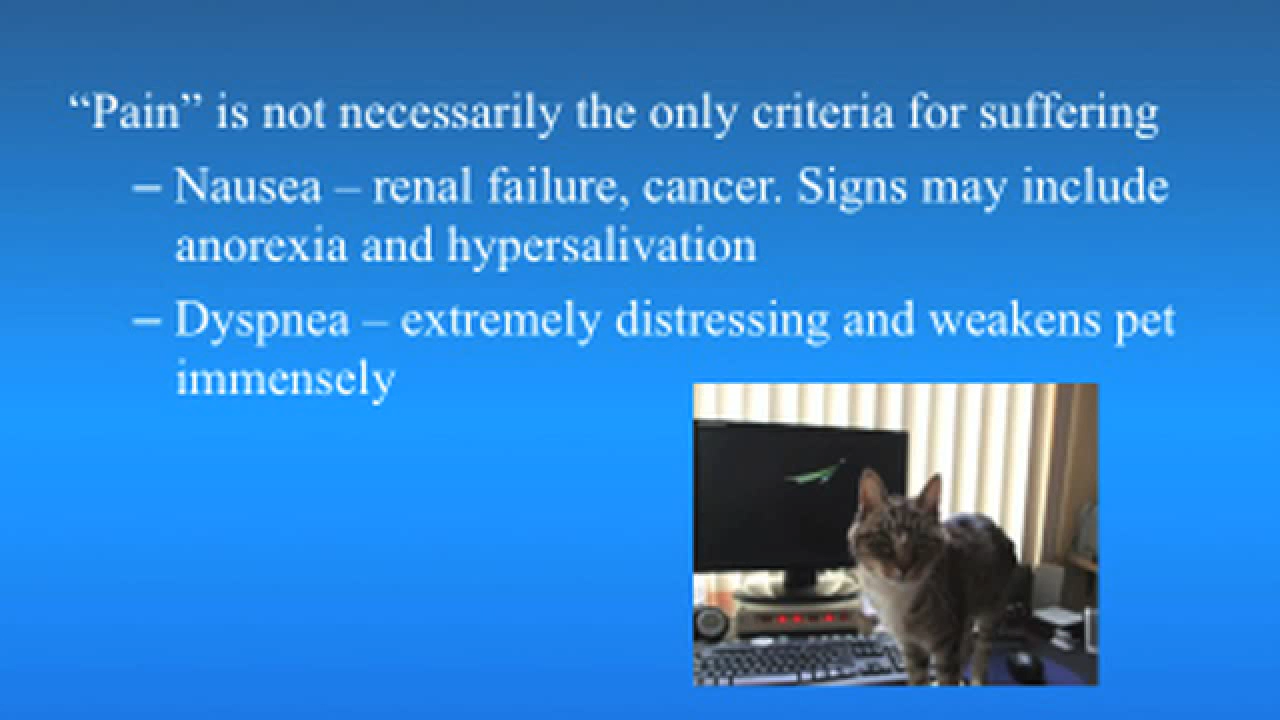 “Pain” is not necessarily the only criteria for suffering
– Nausea – renal failure, cancer. Signs may include
anorexia and hypersalivation
– Dyspnea – extremely distressing and weakens pet
immensely